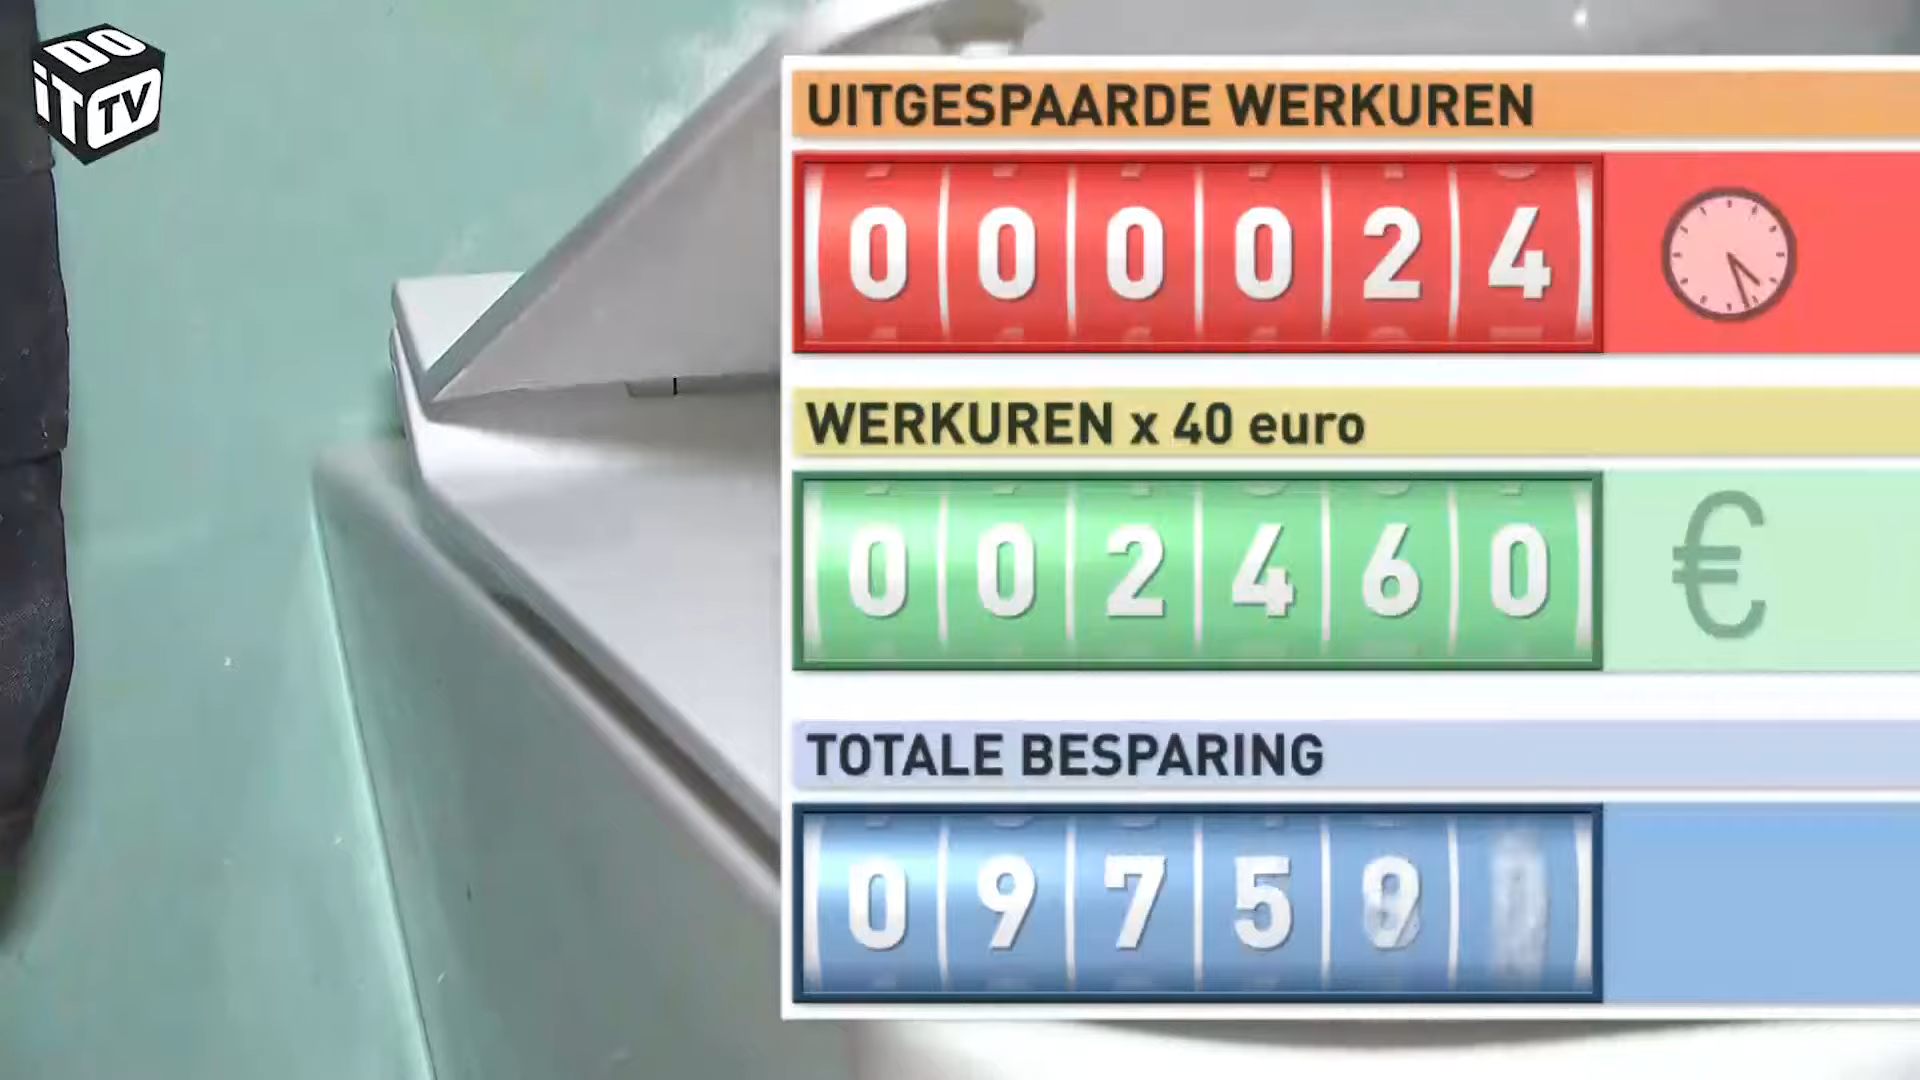 DO
iT TV
UITGESPAARDE WERKUREN
000024
WERKUREN x 40 euro
002460
€
TOTALE BESPARING
0975